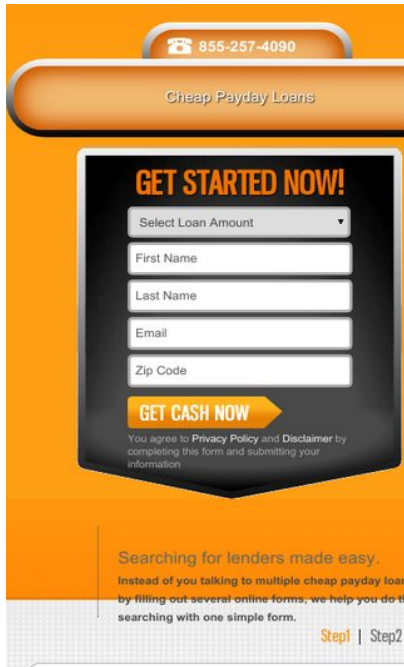 855-257-4090
Cheap Payday Loans
GET STARTED NOW!
Select Loan Amount
First Name
Last Name
Email
Zip Code
GET CASH NOW
You agree to Privacy Policy and Disclaimer by
completing this form and submitting your
information
Searching for lenders made easy.
Instead of you talking to multiple cheap payday
by filling out several online forms, we help you do
searching with one simple form.
Step1 | Step2